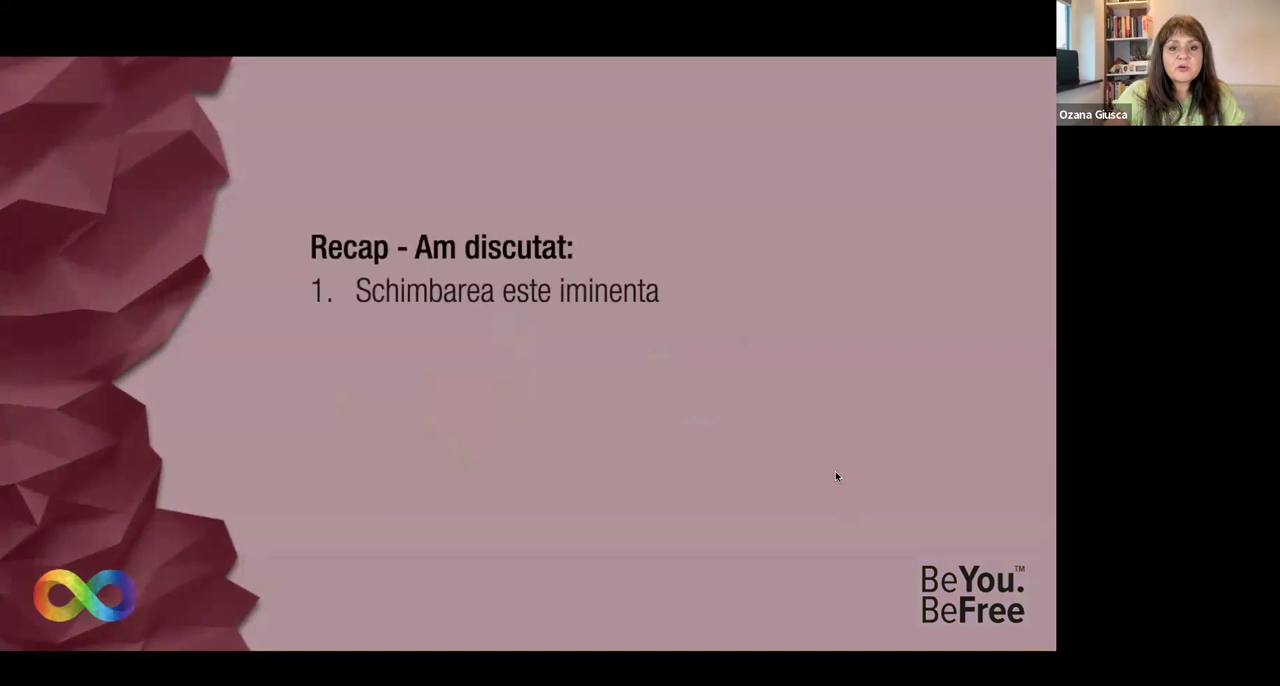 Ozana Giusca
Recap - Am discutat:
1. Schimbarea este iminenta
BeYou.™
BeFree